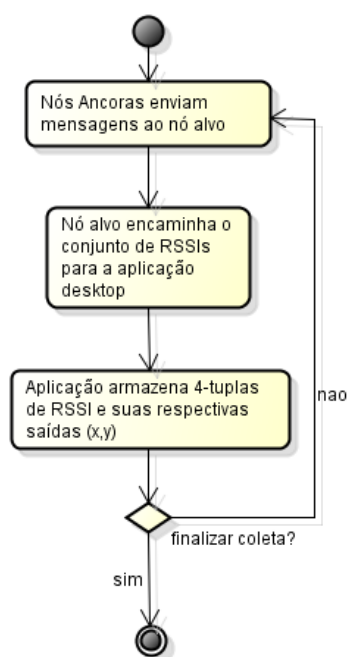 Nós Ancoras enviam
mensagens ao nó alvo
Nó alvo encaminha o
conjunto de RSSIs
para a aplicação
desktop
Aplicação armazena 4-tuplas
de RSSI e suas respectivas
saídas (x,y)
nao
finalizar coleta?
sim